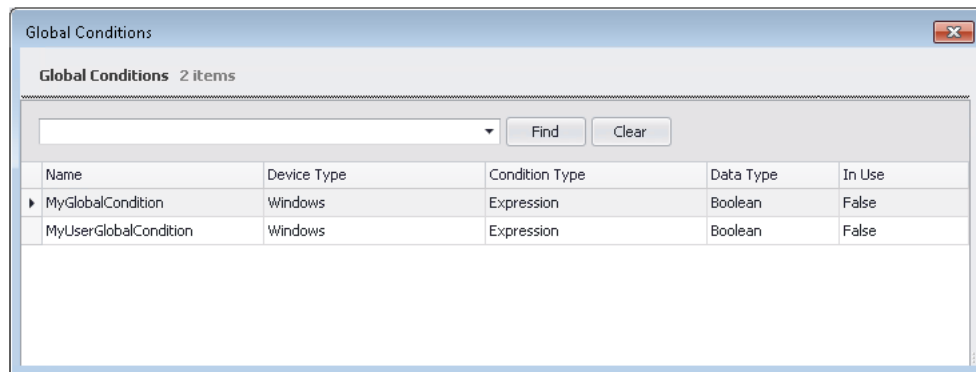 Global Conditions
Global Conditions 2 items
Find Clear
Name Device Type Condition Type Data Type In Use
MyGlobalCondition Windows Expression Boolean False
MyUserGlobalCondition Windows Expression Boolean False